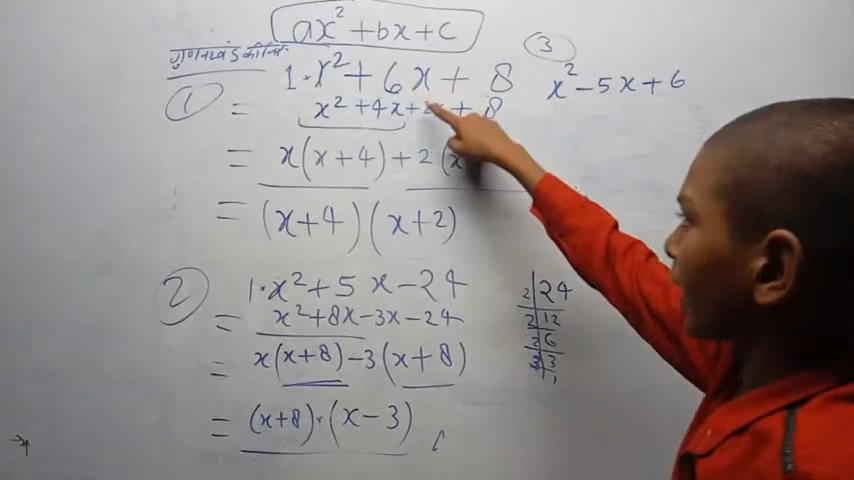 ax² + bx + c
गुणनखंड कीजिए
① 1·x² + 6x + 8
= x² + 4x + 2x + 8
= x(x+4) + 2(x
= (x+4)(x+2)
② 1·x² + 5x - 24
= x² + 8x - 3x - 24
= x(x+8) - 3(x+8)
= (x+8)·(x-3)
2 | 24
2 | 12
2 | 6
3 | 3
1
③
x² - 5x + 6